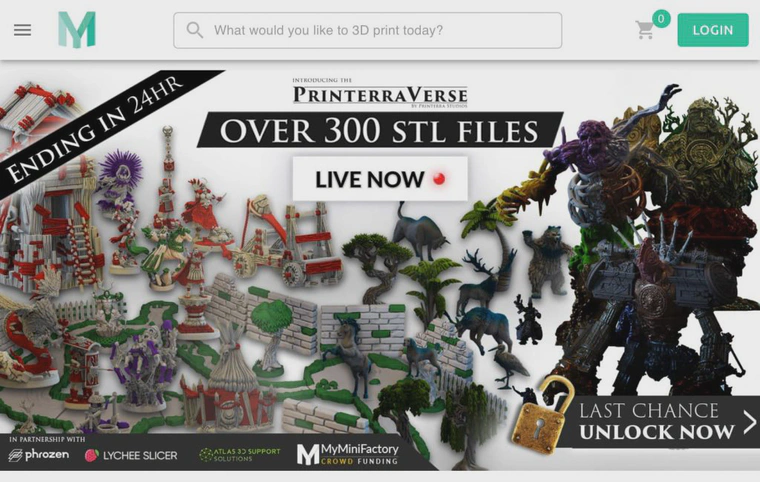 What would you like to 3D print today?
0
LOGIN
ENDING IN 24HR
INTRODUCING THE
PRINTERRAVERSE
BY PRINTERRA STUDIOS
OVER 300 STL FILES
LIVE NOW
LAST CHANCE
UNLOCK NOW
IN PARTNERSHIP WITH
phrozen
LYCHEE SLICER
ATLAS 3D SUPPORT
SOLUTIONS
MyMiniFactory
CROWD FUNDING